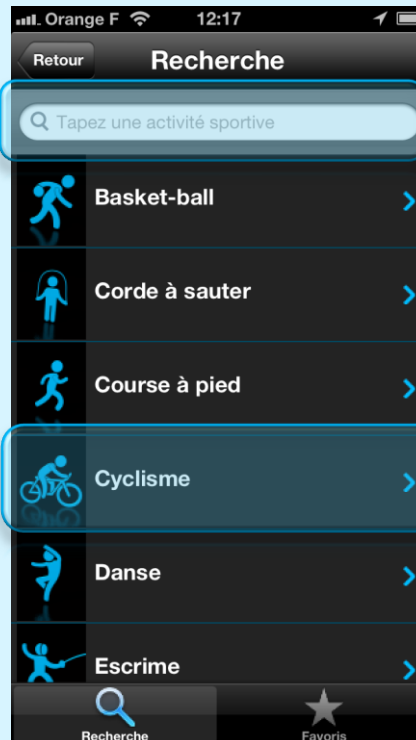 Orange F 12:17
Retour Recherche
Tapez une activité sportive
Basket-ball
Corde à sauter
Course à pied
Cyclisme
Danse
Escrime
Recherche Favoris